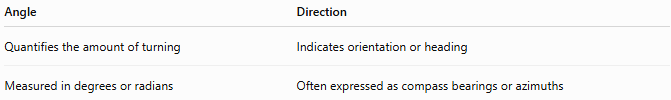 Angle Direction
Quantifies the amount of turning Indicates orientation or heading
Measured in degrees or radians Often expressed as compass bearings or azimuths